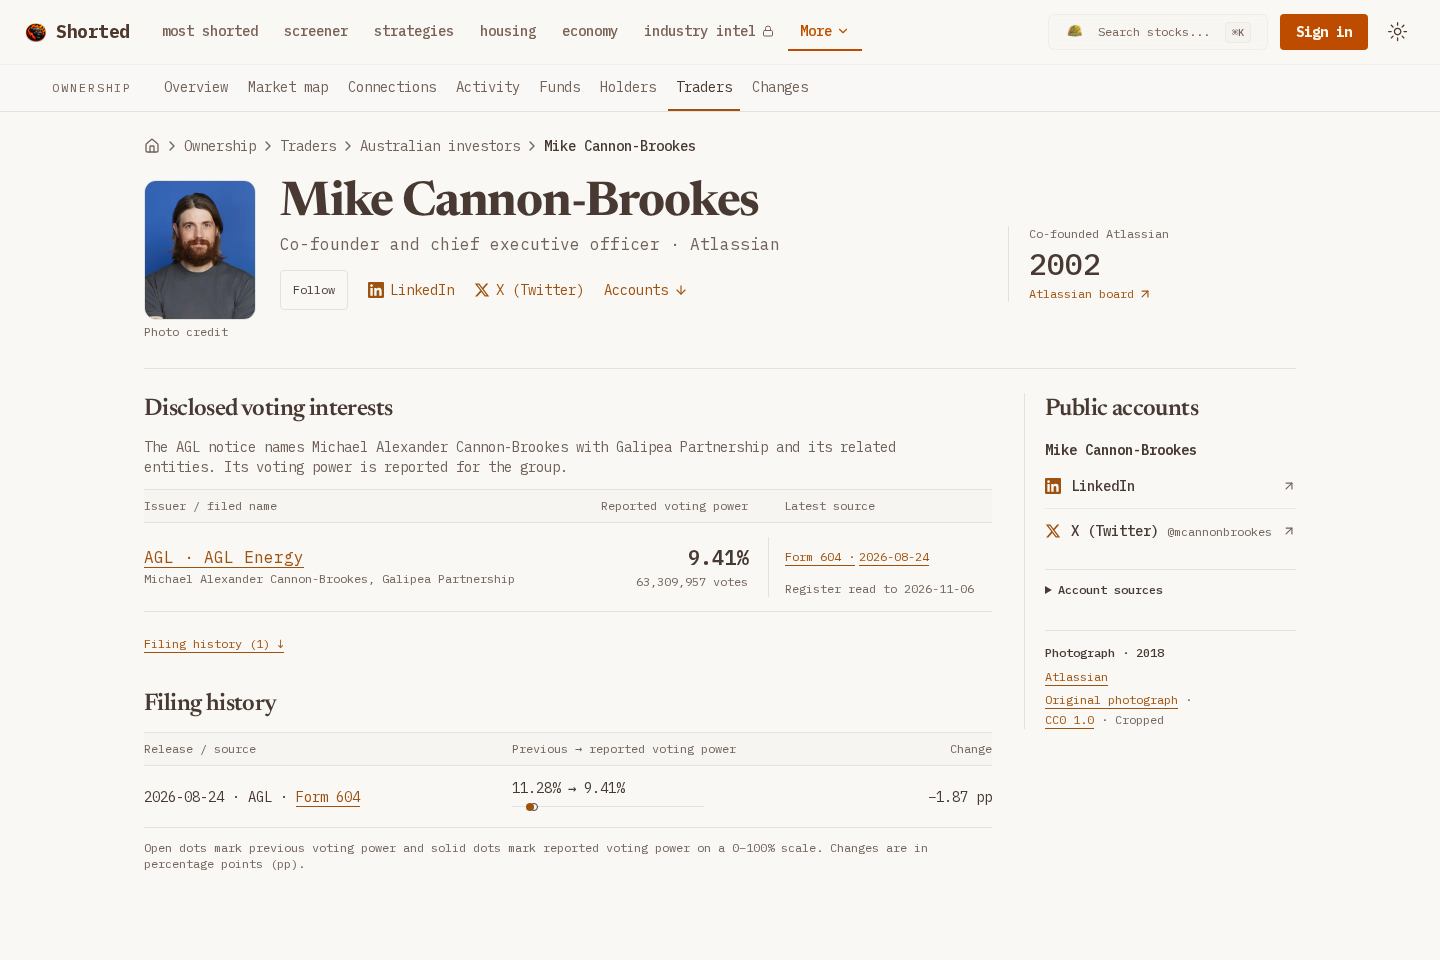 Shorted
most shorted
screener
strategies
housing
economy
industry intel
More
Search stocks...
⌘K
Sign in
OWNERSHIP
Overview
Market map
Connections
Activity
Funds
Holders
Traders
Changes
Ownership
Traders
Australian investors
Mike Cannon-Brookes
Mike Cannon-Brookes
Co-founder and chief executive officer · Atlassian
Follow
LinkedIn
X (Twitter)
Accounts ↓
Photo credit
Co-founded Atlassian
2002
Atlassian board
Disclosed voting interests
The AGL notice names Michael Alexander Cannon-Brookes with Galipea Partnership and its related
entities. Its voting power is reported for the group.
Issuer / filed name
Reported voting power
Latest source
AGL · AGL Energy
Michael Alexander Cannon-Brookes, Galipea Partnership
9.41%
63,309,957 votes
Form 604 · 2026-08-24
Register read to 2026-11-06
Filing history (1) ↓
Filing history
Release / source
Previous → reported voting power
Change
2026-08-24 · AGL · Form 604
11.28% → 9.41%
−1.87 pp
Open dots mark previous voting power and solid dots mark reported voting power on a 0–100% scale. Changes are in
percentage points (pp).
Public accounts
Mike Cannon-Brookes
LinkedIn
X (Twitter) @mcannonbrookes
Account sources
Photograph · 2018
Atlassian
Original photograph ·
CC0 1.0 · Cropped